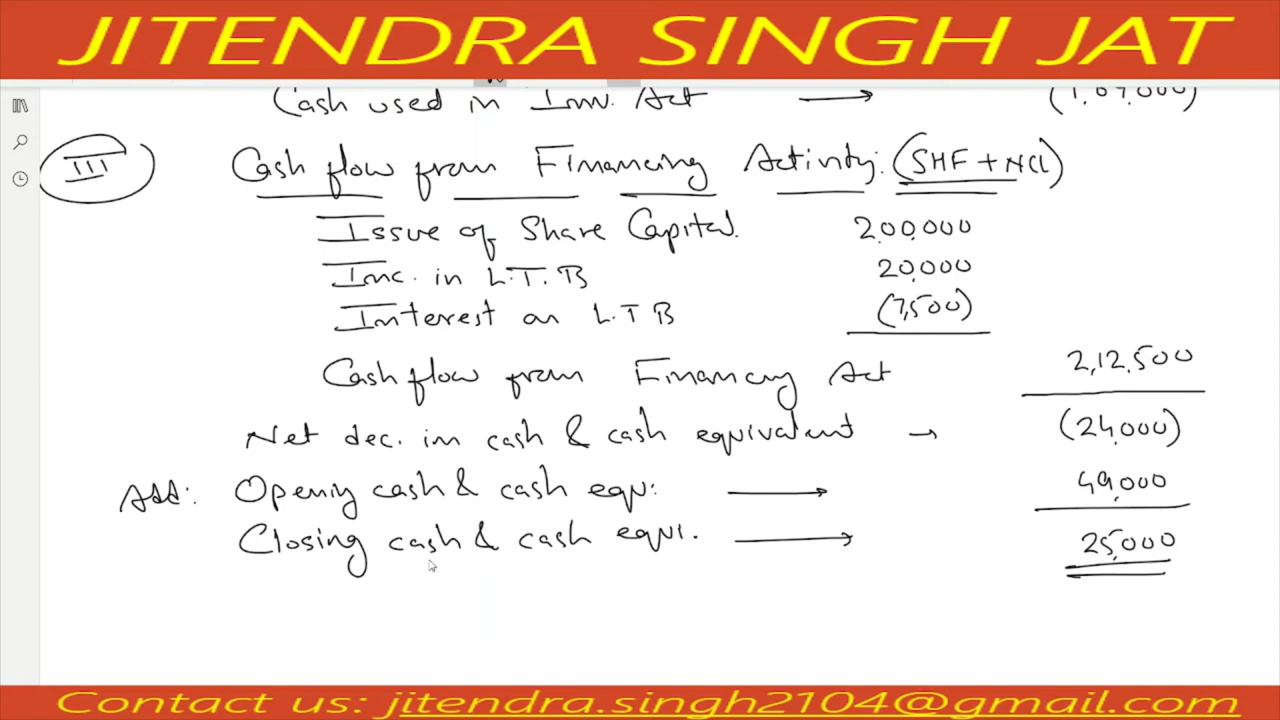 JITENDRA SINGH JAT
Cash used in Inv. Act →
III Cash flow from Financing Activity: (SHF + NCL)
Issue of Share Capital. 2,00,000
Inc. in L.T.B 20,000
Interest on L.T.B (7,500)
Cash flow from Financing Act 2,12,500
Net dec. in cash & cash equivalent → (24,000)
Add: Opening cash & cash equi. → 49,000
Closing cash & cash equi. → 25,000
Contact us: jitendra.singh2104@gmail.com